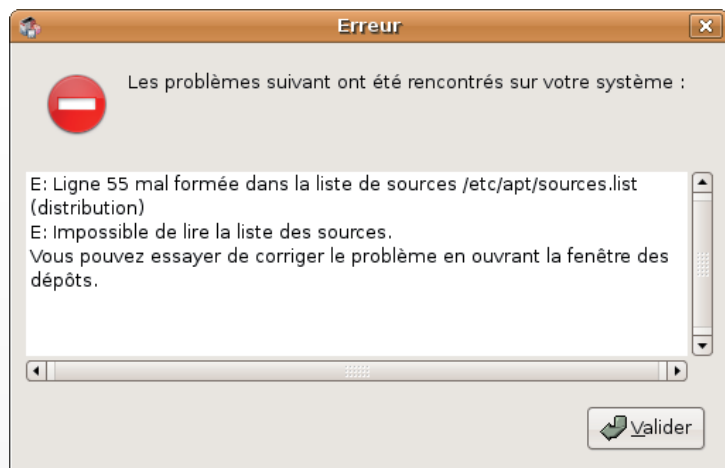 Erreur
Les problèmes suivant ont été rencontrés sur votre système :
E: Ligne 55 mal formée dans la liste de sources /etc/apt/sources.list
(distribution)
E: Impossible de lire la liste des sources.
Vous pouvez essayer de corriger le problème en ouvrant la fenêtre des
dépôts.
Valider